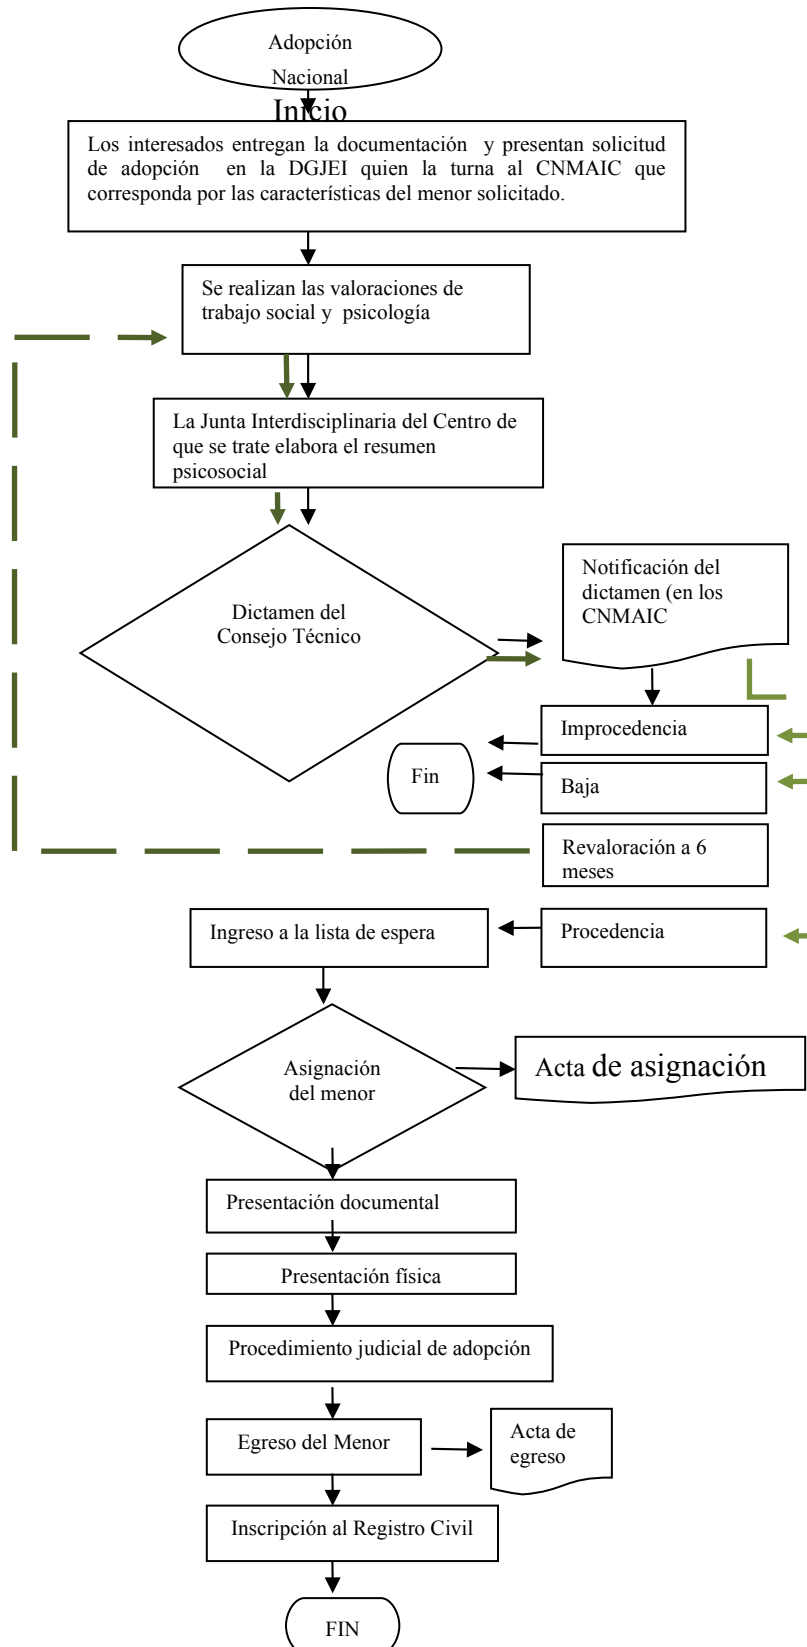 Adopción
Nacional
Inicio
Los interesados entregan la documentación y presentan solicitud
de adopción en la DGJEI quien la turna al CNMAIC que
corresponda por las características del menor solicitado.
Se realizan las valoraciones de
trabajo social y psicología
La Junta Interdisciplinaria del Centro de
que se trate elabora el resumen
psicosocial
Dictamen del
Consejo Técnico
Notificación del
dictamen (en los
CNMAIC
Improcedencia
Fin
Baja
Revaloración a 6
meses
Procedencia
Ingreso a la lista de espera
Asignación
del menor
Acta de asignación
Presentación documental
Presentación física
Procedimiento judicial de adopción
Egreso del Menor
Acta de
egreso
Inscripción al Registro Civil
FIN